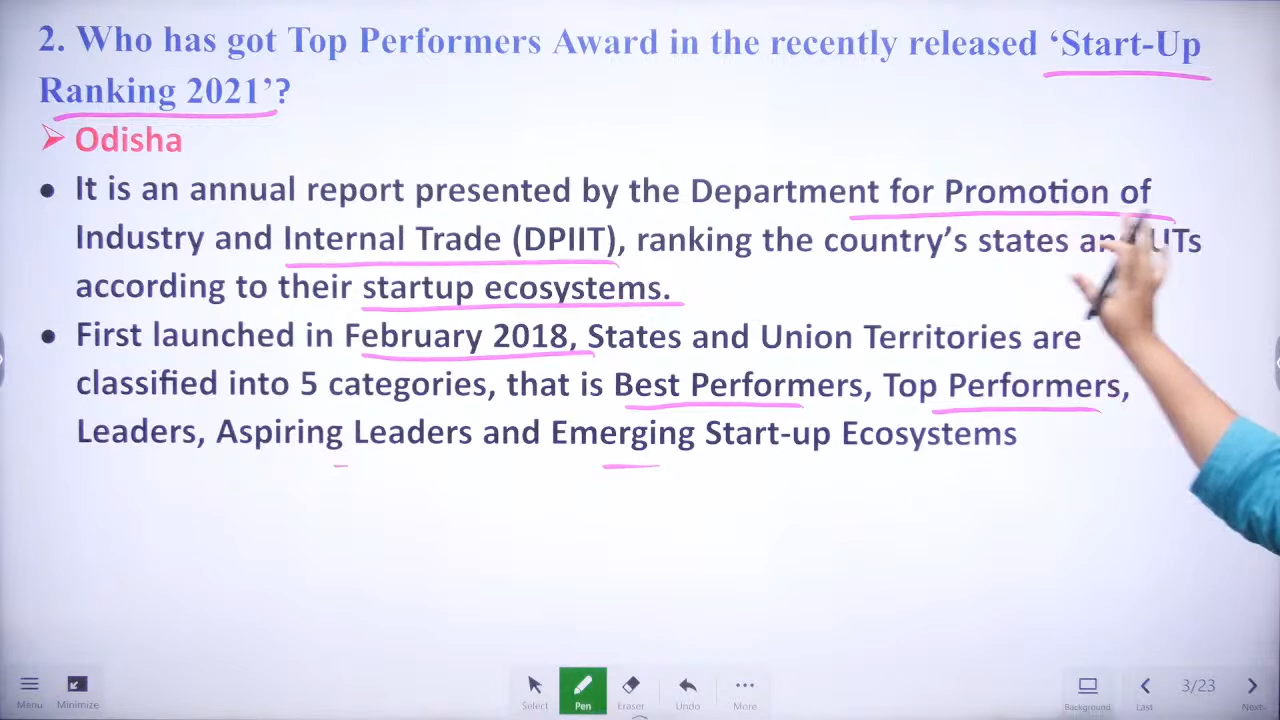 2. Who has got Top Performers Award in the recently released ‘Start-Up
Ranking 2021’?
➢ Odisha
• It is an annual report presented by the Department for Promotion of
Industry and Internal Trade (DPIIT), ranking the country’s states and UTs
according to their startup ecosystems.
• First launched in February 2018, States and Union Territories are
classified into 5 categories, that is Best Performers, Top Performers,
Leaders, Aspiring Leaders and Emerging Start-up Ecosystems
Menu Minimize Select Pen Eraser Undo More Background Last 3/23 Next